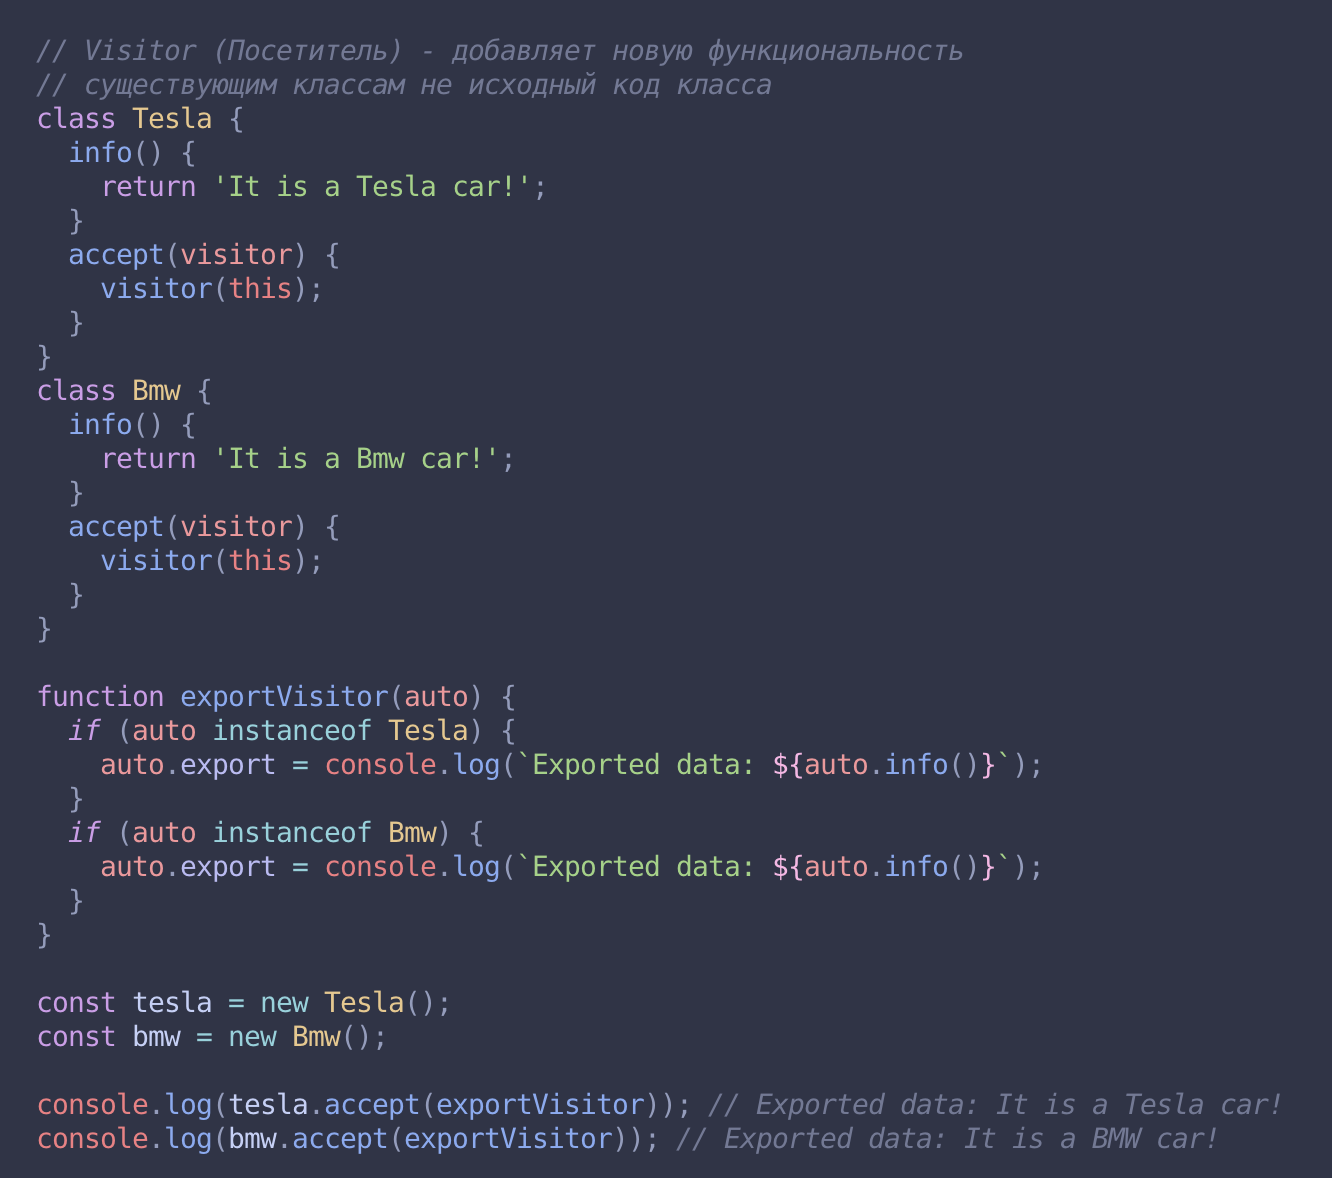 // Visitor (Посетитель) - добавляет новую функциональность
// существующим классам не исходный код класса
class Tesla {
  info() {
    return 'It is a Tesla car!';
  }
  accept(visitor) {
    visitor(this);
  }
}
class Bmw {
  info() {
    return 'It is a Bmw car!';
  }
  accept(visitor) {
    visitor(this);
  }
}

function exportVisitor(auto) {
  if (auto instanceof Tesla) {
    auto.export = console.log(`Exported data: ${auto.info()}`);
  }
  if (auto instanceof Bmw) {
    auto.export = console.log(`Exported data: ${auto.info()}`);
  }
}

const tesla = new Tesla();
const bmw = new Bmw();

console.log(tesla.accept(exportVisitor)); // Exported data: It is a Tesla car!
console.log(bmw.accept(exportVisitor)); // Exported data: It is a BMW car!